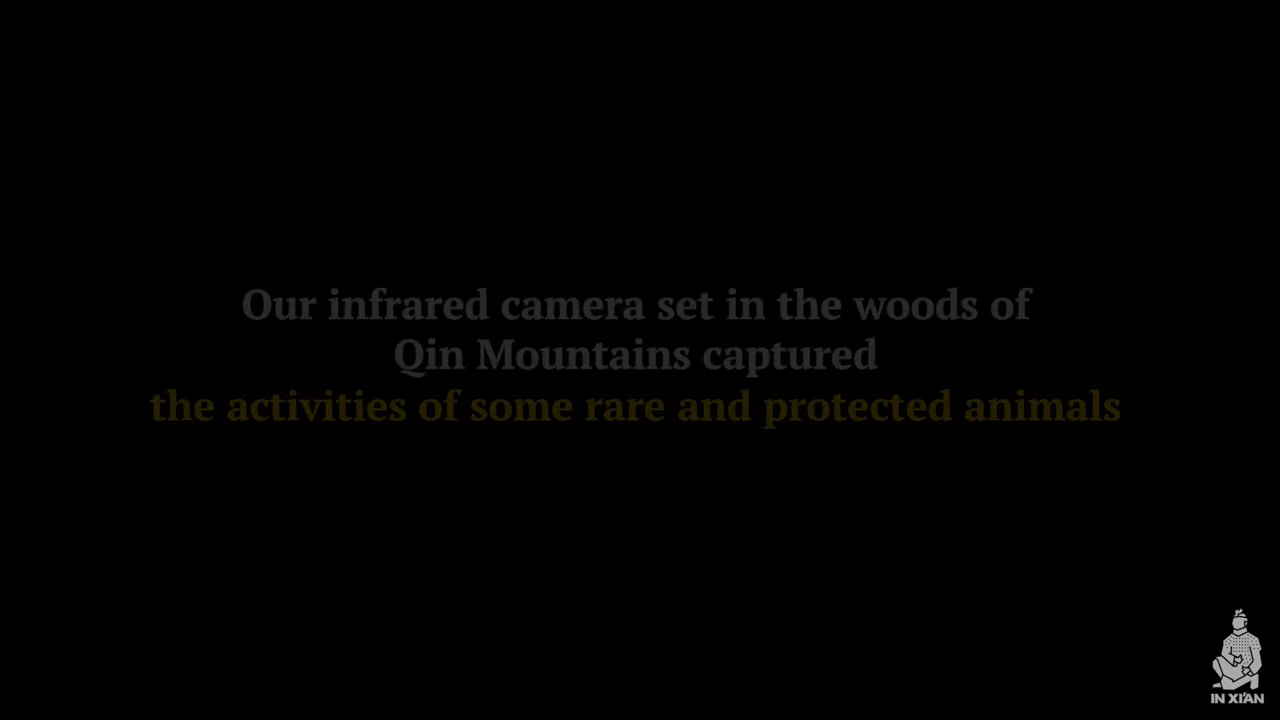 Our infrared camera set in the woods of
Qin Mountains captured
the activities of some rare and protected animals
IN XI'AN